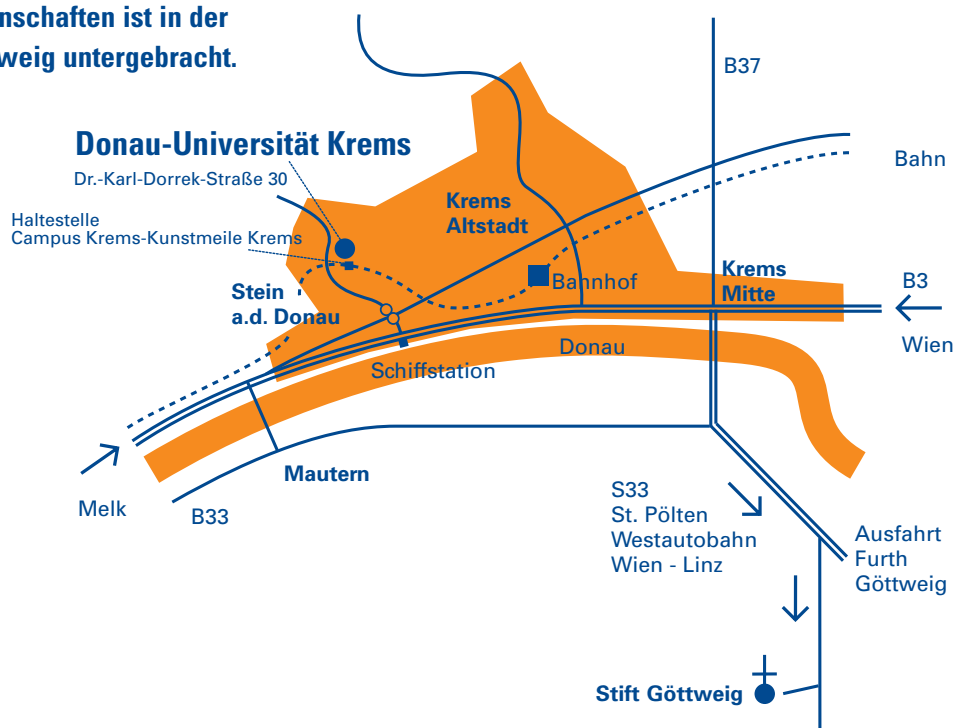 nschaften ist in der
weig untergebracht.
B37
Donau-Universität Krems
Dr.-Karl-Dorrek-Straße 30
Bahn
Krems
Altstadt
Haltestelle
Campus Krems-Kunstmeile Krems
Krems
Mitte
Bahnhof
B3
Stein
a.d. Donau
Wien
Donau
Schiffstation
Mautern
Melk
B33
S33
St. Pölten
Westautobahn
Wien - Linz
Ausfahrt
Furth
Göttweig
Stift Göttweig